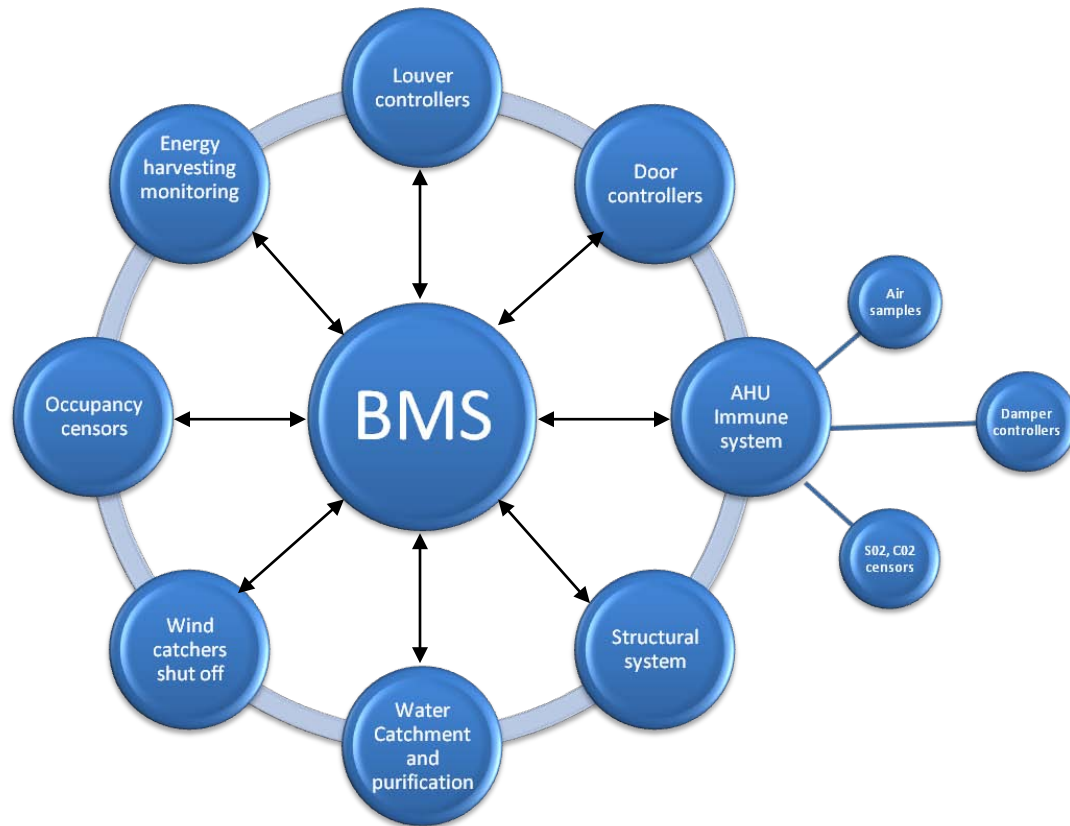 Louver
controllers
Energy
harvesting
monitoring
Door
controllers
Air
samples
Occupancy
censors
BMS
AHU
Immune
system
Damper
controllers
S02, C02
censors
Wind
catchers
shut off
Structural
system
Water
Catchment
and
purification